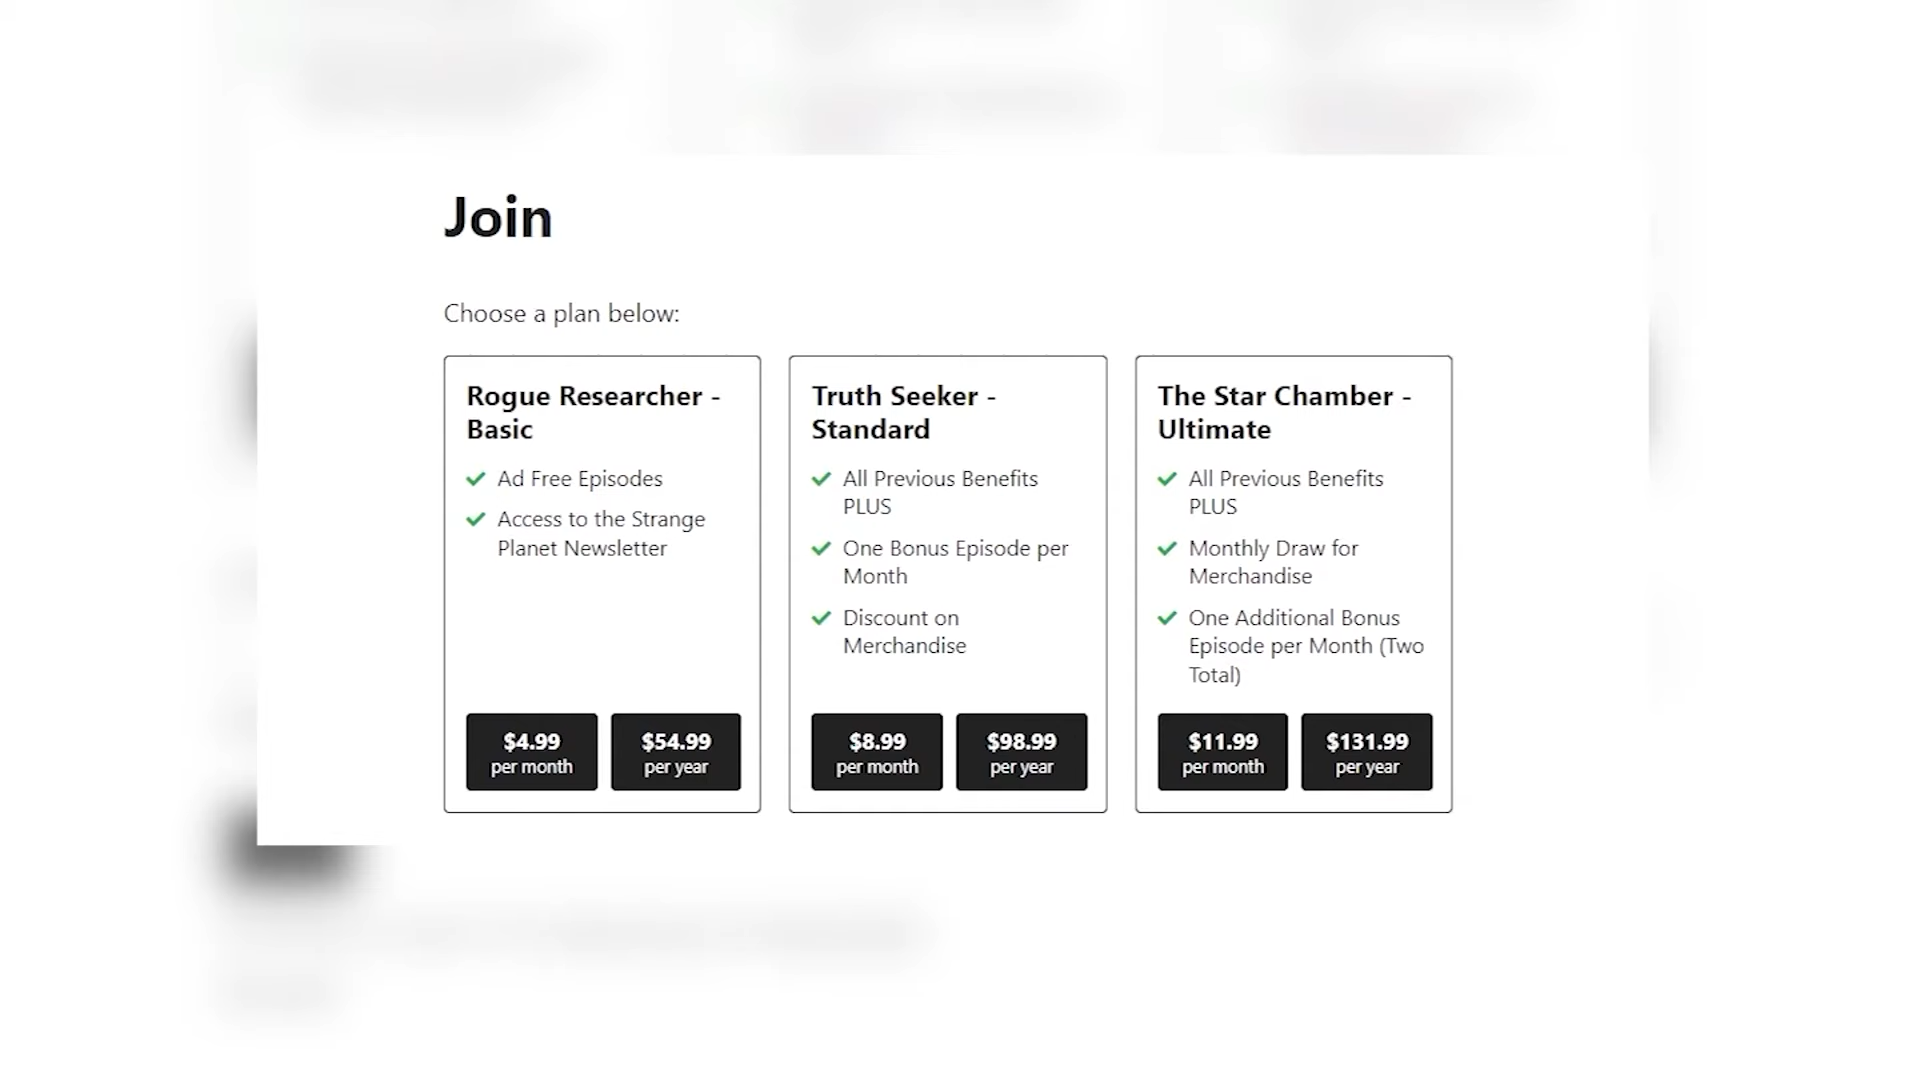 Join
Choose a plan below:
Rogue Researcher -
Basic
Ad Free Episodes
Access to the Strange
Planet Newsletter
$4.99
per month
$54.99
per year
Truth Seeker -
Standard
All Previous Benefits
PLUS
One Bonus Episode per
Month
Discount on
Merchandise
$8.99
per month
$98.99
per year
The Star Chamber -
Ultimate
All Previous Benefits
PLUS
Monthly Draw for
Merchandise
One Additional Bonus
Episode per Month (Two
Total)
$11.99
per month
$131.99
per year